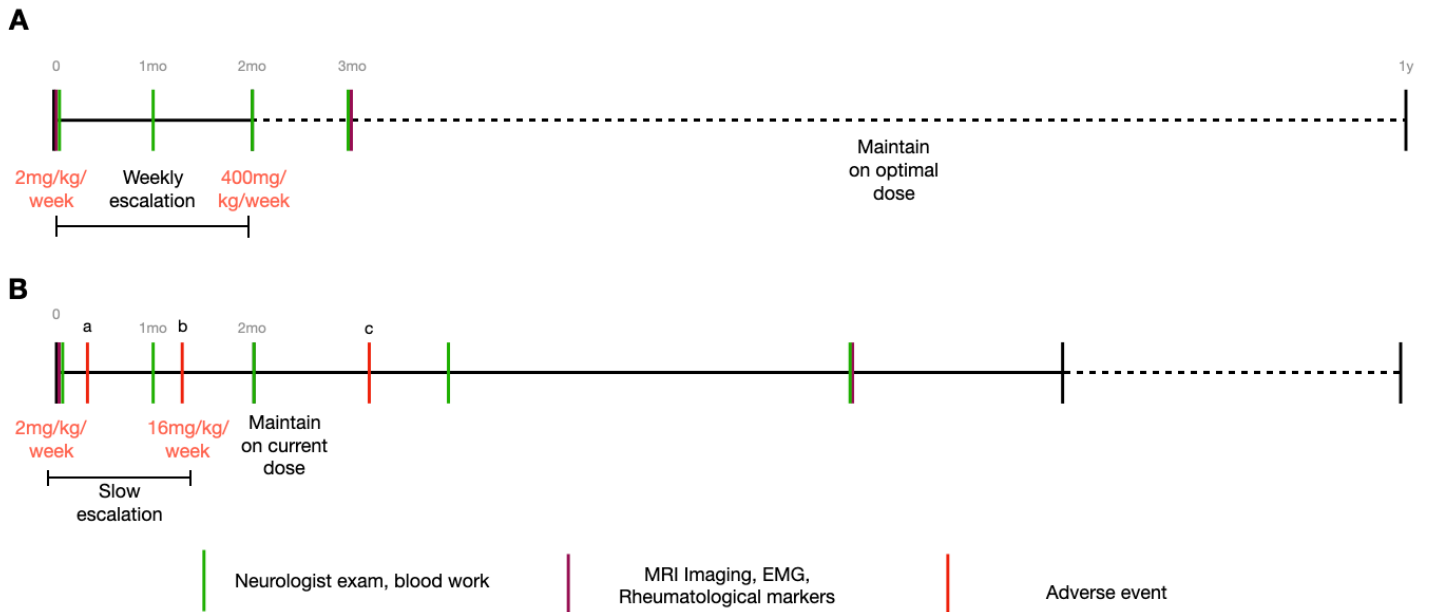 A
0 1mo 2mo 3mo 1y
2mg/kg/ Weekly 400mg/
week escalation kg/week
Maintain
on optimal
dose
B
0 a 1mo b 2mo c
2mg/kg/ 16mg/kg/
week week
Maintain
on current
dose
Slow
escalation
Neurologist exam, blood work
MRI Imaging, EMG,
Rheumatological markers
Adverse event